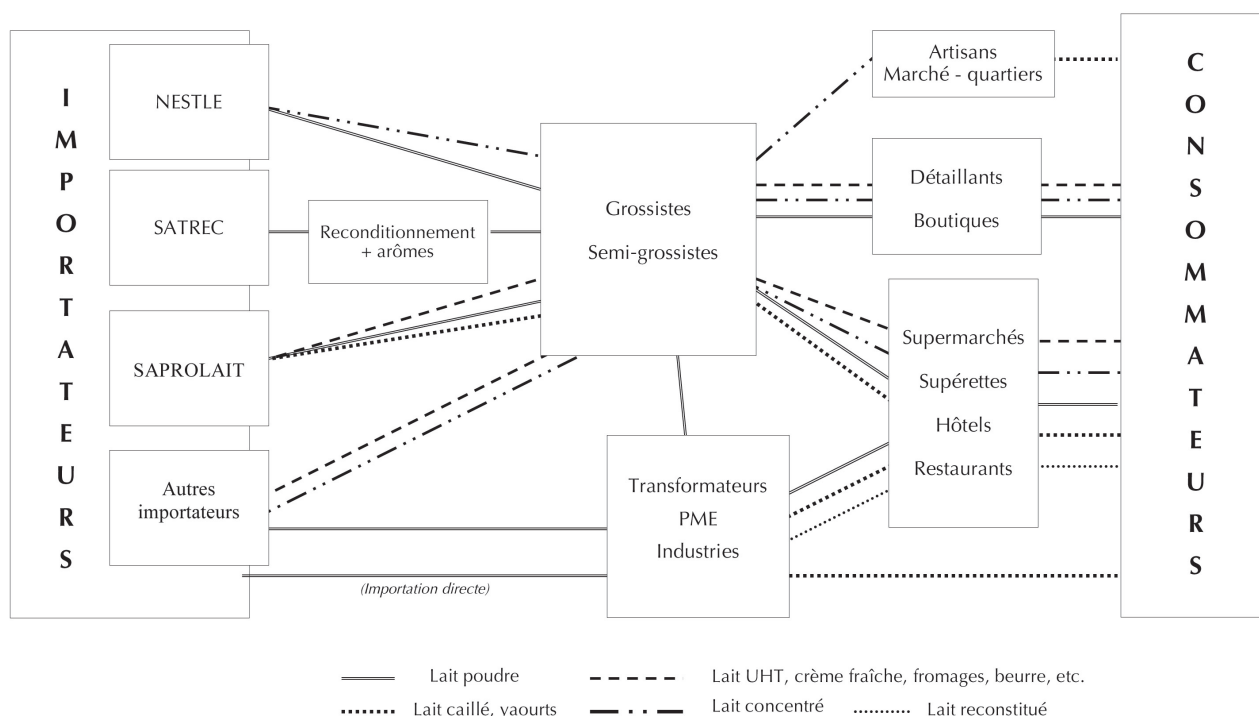 IMPORTATEURS
NESTLE
SATREC
SAPROLAIT
Autres
importateurs
Reconditionnement
+ arômes
(Importation directe)
Grossistes
Semi-grossistes
Transformateurs
PME
Industries
Artisans
Marché - quartiers
Détaillants
Boutiques
Supermarchés
Supérettes
Hôtels
Restaurants
CONSOMMATEURS
Lait poudre
Lait UHT, crème fraîche, fromages, beurre, etc.
Lait caillé, yaourts
Lait concentré
Lait reconstitué